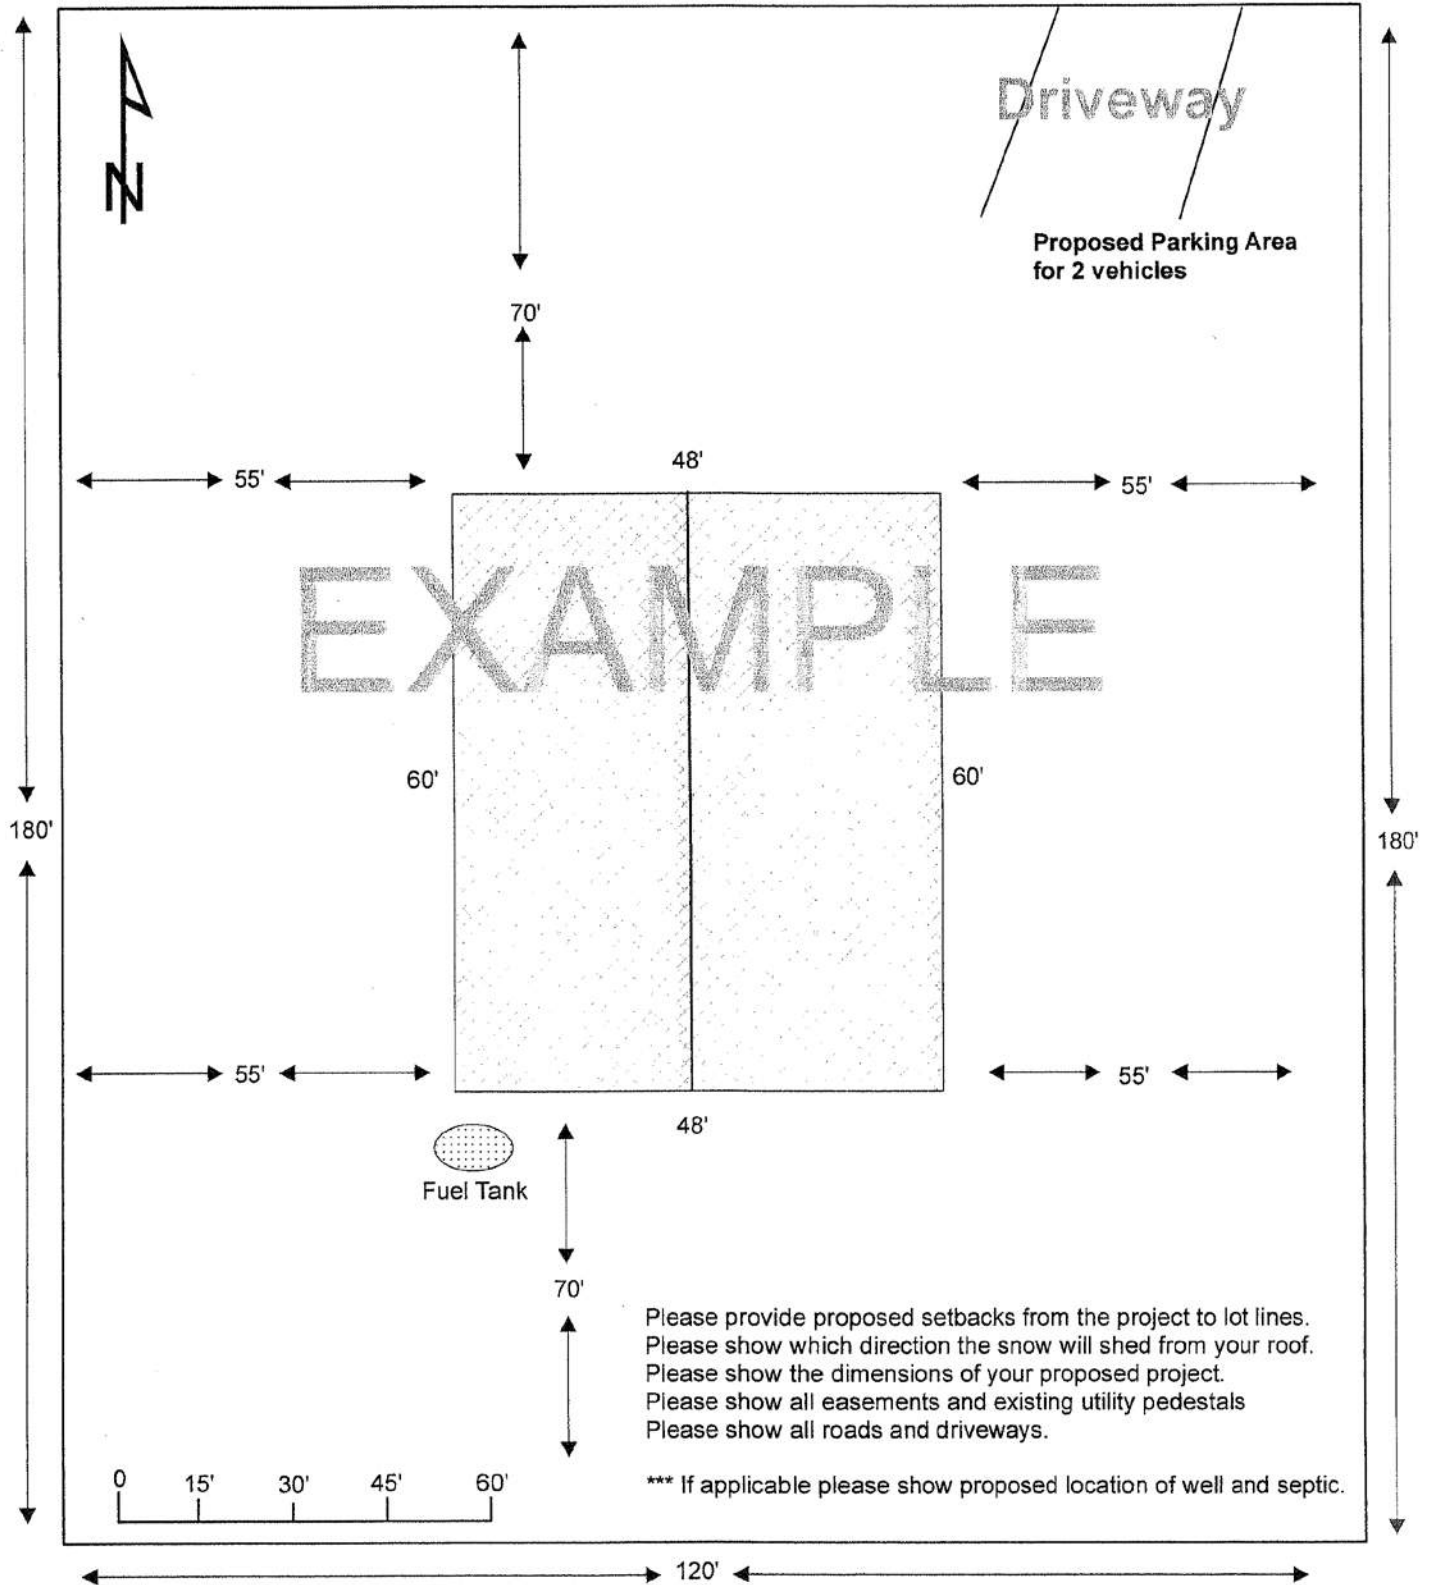 Driveway
N
Proposed Parking Area
for 2 vehicles
70'
48'
55'
55'
EXAMPLE
60'
60'
180'
180'
55'
55'
48'
Fuel Tank
70'
Please provide proposed setbacks from the project to lot lines.
Please show which direction the snow will shed from your roof.
Please show the dimensions of your proposed project.
Please show all easements and existing utility pedestals
Please show all roads and driveways.
0 15' 30' 45' 60'
*** If applicable please show proposed location of well and septic.
120'